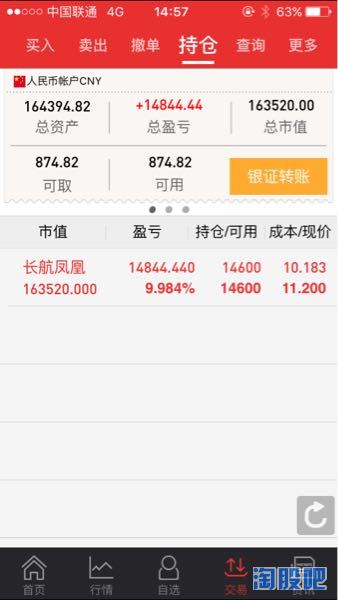 中国联通 4G 14:57 63%
买入 卖出 撤单 持仓 查询 更多
人民币帐户CNY
164394.82 +14844.44 163520.00
总资产 总盈亏 总市值
874.82 874.82 银证转账
可取 可用
市值 盈亏 持仓/可用 成本/现价
长航凤凰 14844.440 14600 10.183
163520.000 9.984% 14600 11.200
首页 行情 自选 交易 资讯
淘股吧